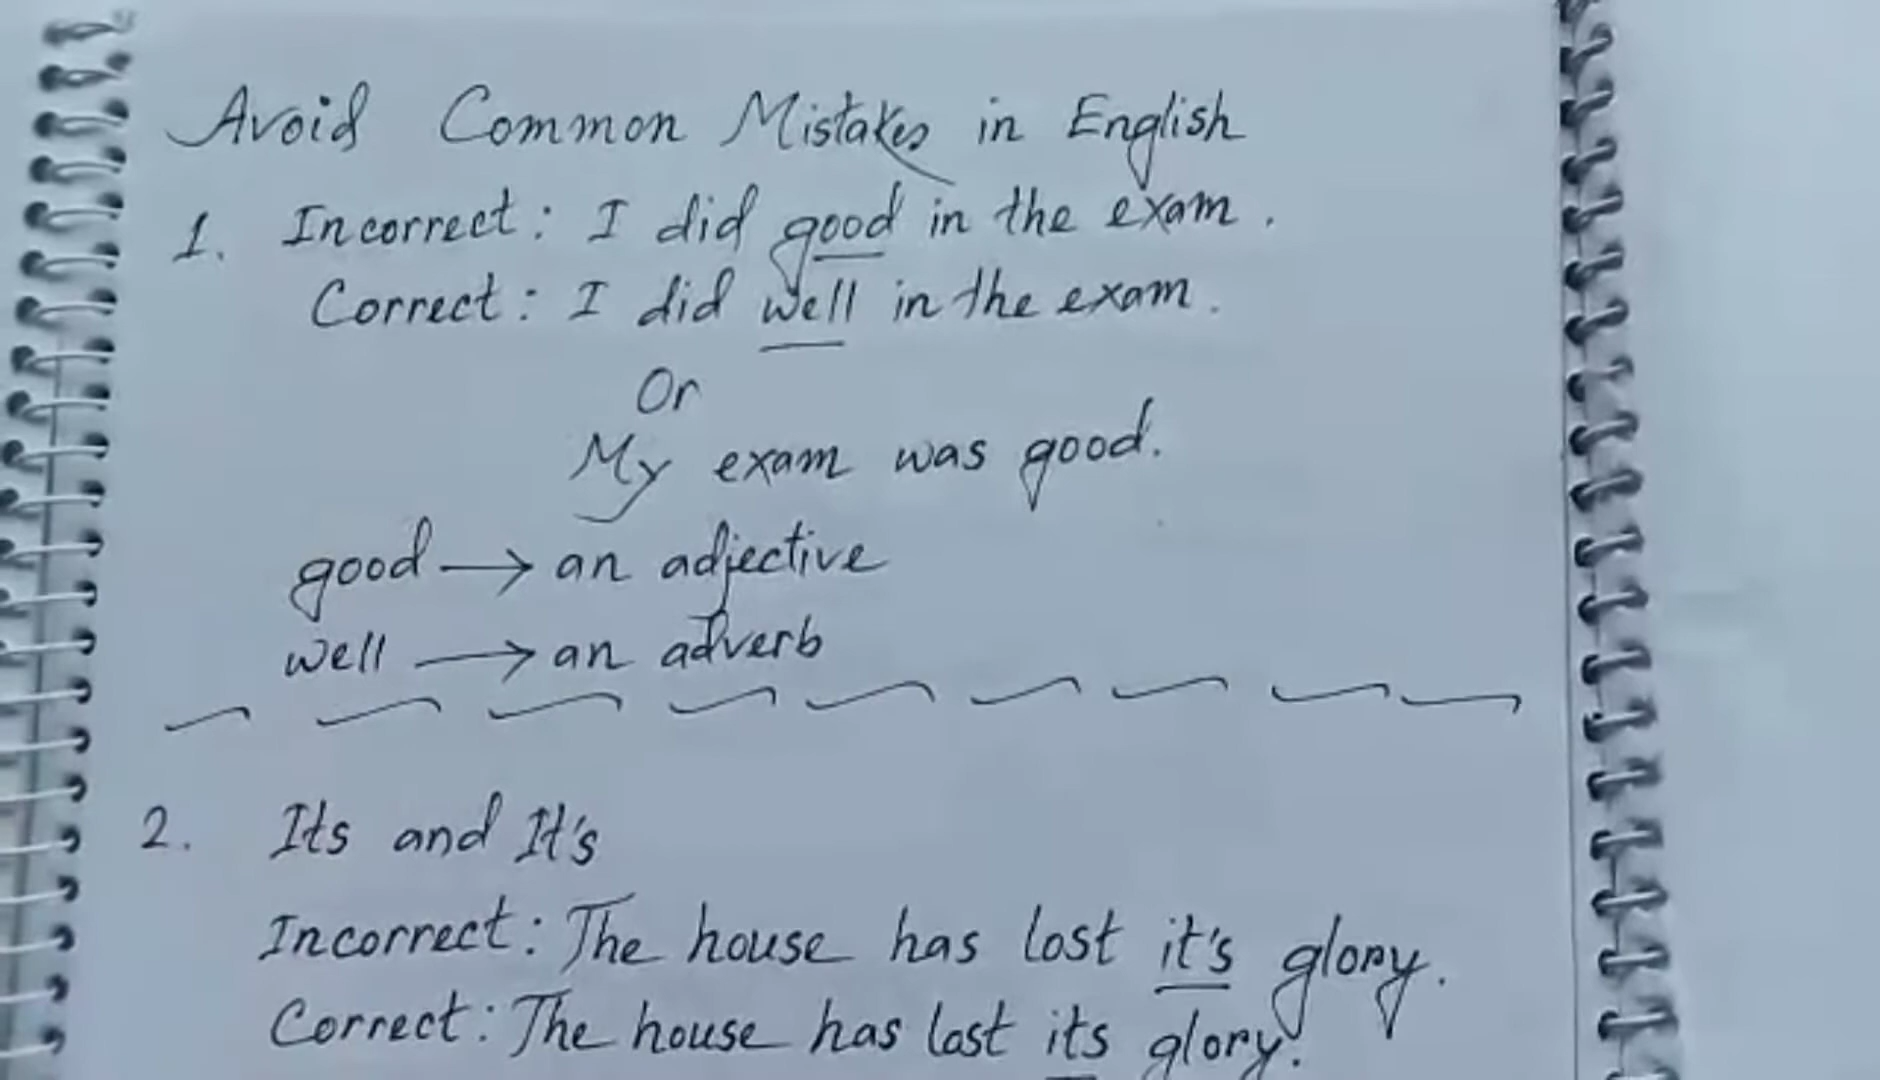 Avoid Common Mistakes in English
1. Incorrect: I did good in the exam.
Correct: I did well in the exam.
Or
My exam was good.
good → an adjective
well → an adverb
2. Its and It's
Incorrect: The house has lost it's glory.
Correct: The house has lost its glory.